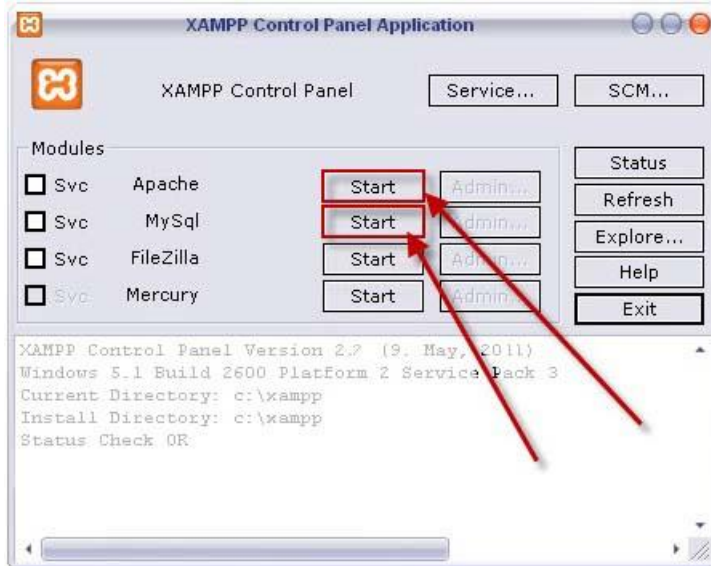 XAMPP Control Panel Application
XAMPP Control Panel
Service...
SCM...
Modules
Svc Apache Start Admin...
Svc MySql Start Admin...
Svc FileZilla Start Admin...
Svc Mercury Start Admin...
Status
Refresh
Explore...
Help
Exit
XAMPP Control Panel Version 2.? (9. May, 2011)
Windows 5.1 Build 2600 Platform 2 Service Pack 3
Current Directory: c:\xampp
Install Directory: c:\xampp
Status Check OK